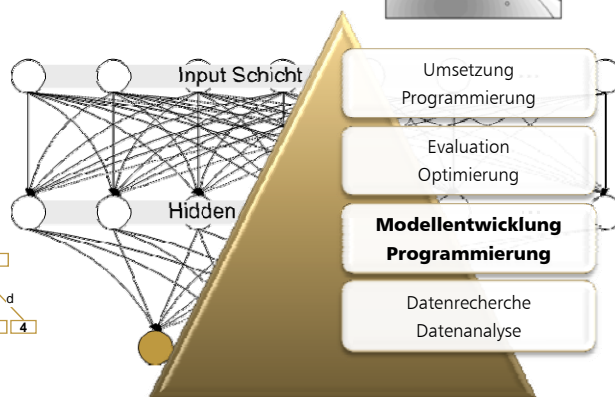 Input Schicht
Umsetzung
Programmierung
...
Evaluation
Optimierung
Hidden
...
Modellentwicklung
Programmierung
d
4
Datenrecherche
Datenanalyse